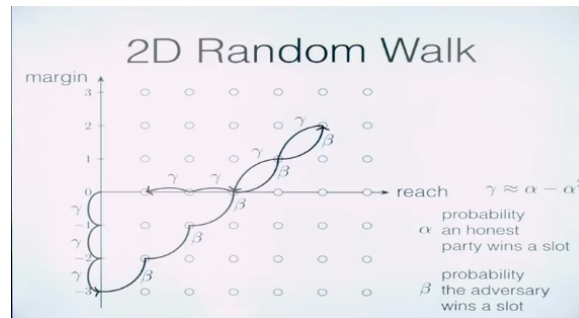 2D Random Walk
margin
3
2
1
0
-1
-2
-3
γ
γ
γ
γ
γ
γ
γ
β
β
β
β
β
reach
γ ≈ α − α²
probability
α an honest
party wins a slot
probability
β the adversary
wins a slot